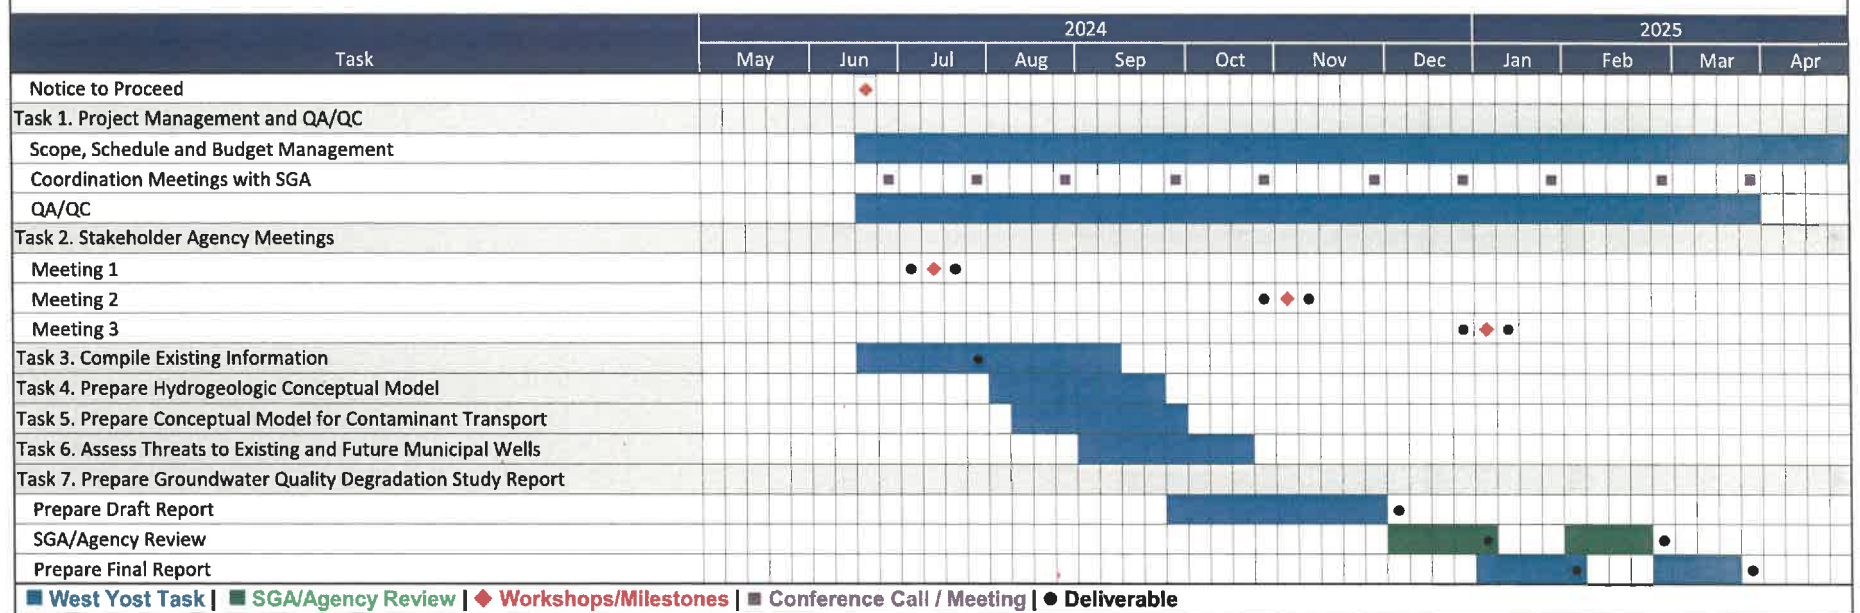 2024 2025
Task May Jun Jul Aug Sep Oct Nov Dec Jan Feb Mar Apr
Notice to Proceed
Task 1. Project Management and QA/QC
Scope, Schedule and Budget Management
Coordination Meetings with SGA
QA/QC
Task 2. Stakeholder Agency Meetings
Meeting 1
Meeting 2
Meeting 3
Task 3. Compile Existing Information
Task 4. Prepare Hydrogeologic Conceptual Model
Task 5. Prepare Conceptual Model for Contaminant Transport
Task 6. Assess Threats to Existing and Future Municipal Wells
Task 7. Prepare Groundwater Quality Degradation Study Report
Prepare Draft Report
SGA/Agency Review
Prepare Final Report
West Yost Task | SGA/Agency Review | Workshops/Milestones | Conference Call / Meeting | Deliverable